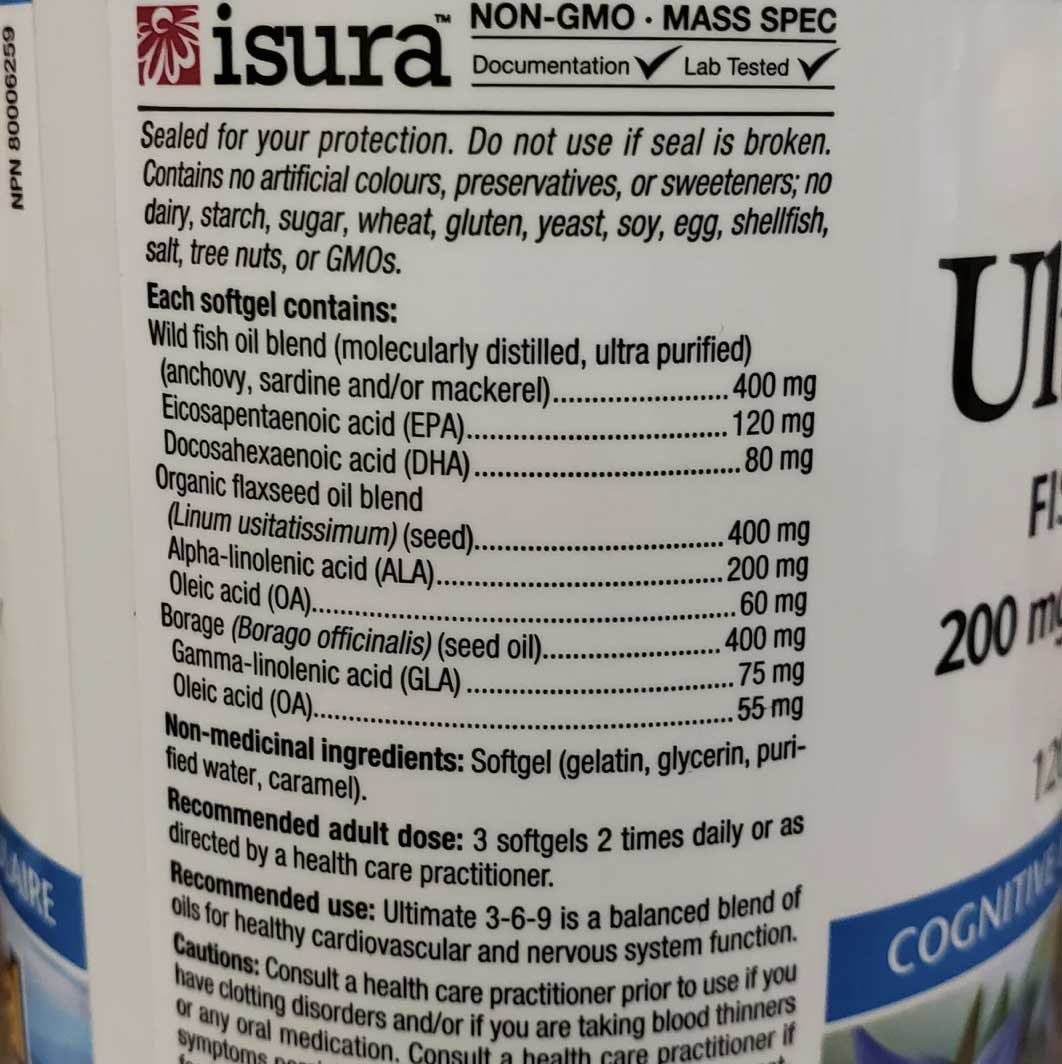 NPN 80006259
isura™
NON-GMO · MASS SPEC
Documentation ✓ Lab Tested ✓
Sealed for your protection. Do not use if seal is broken.
Contains no artificial colours, preservatives, or sweeteners; no
dairy, starch, sugar, wheat, gluten, yeast, soy, egg, shellfish,
salt, tree nuts, or GMOs.
Each softgel contains:
Wild fish oil blend (molecularly distilled, ultra purified)
(anchovy, sardine and/or mackerel)........................ 400 mg
Eicosapentaenoic acid (EPA)................................... 120 mg
Docosahexaenoic acid (DHA)................................... 80 mg
Organic flaxseed oil blend
(Linum usitatissimum) (seed)................................. 400 mg
Alpha-linolenic acid (ALA)...................................... 200 mg
Oleic acid (OA)........................................................ 60 mg
Borage (Borago officinalis) (seed oil)....................... 400 mg
Gamma-linolenic acid (GLA) ................................... 75 mg
Oleic acid (OA)........................................................ 55 mg
Non-medicinal ingredients: Softgel (gelatin, glycerin, puri-
fied water, caramel).
Recommended adult dose: 3 softgels 2 times daily or as
directed by a health care practitioner.
Recommended use: Ultimate 3-6-9 is a balanced blend of
oils for healthy cardiovascular and nervous system function.
Cautions: Consult a health care practitioner prior to use if you
have clotting disorders and/or if you are taking blood thinners
or any oral medication. Consult a health care practitioner if
symptoms
200
COGNITIVE